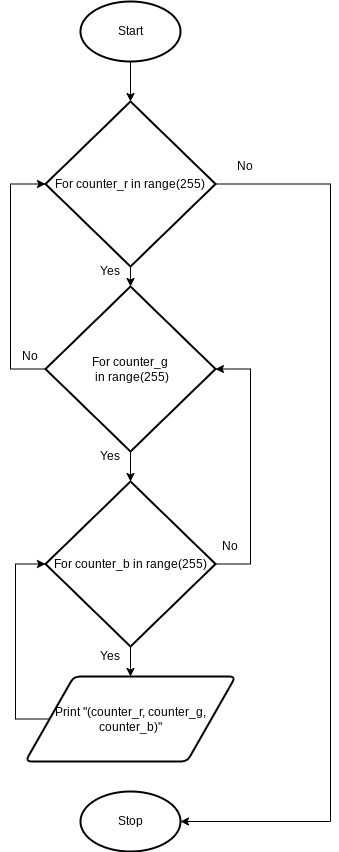 Start
For counter_r in range(255)
No
Yes
For counter_g
in range(255)
No
Yes
For counter_b in range(255)
No
Yes
Print "(counter_r, counter_g,
counter_b)"
Stop